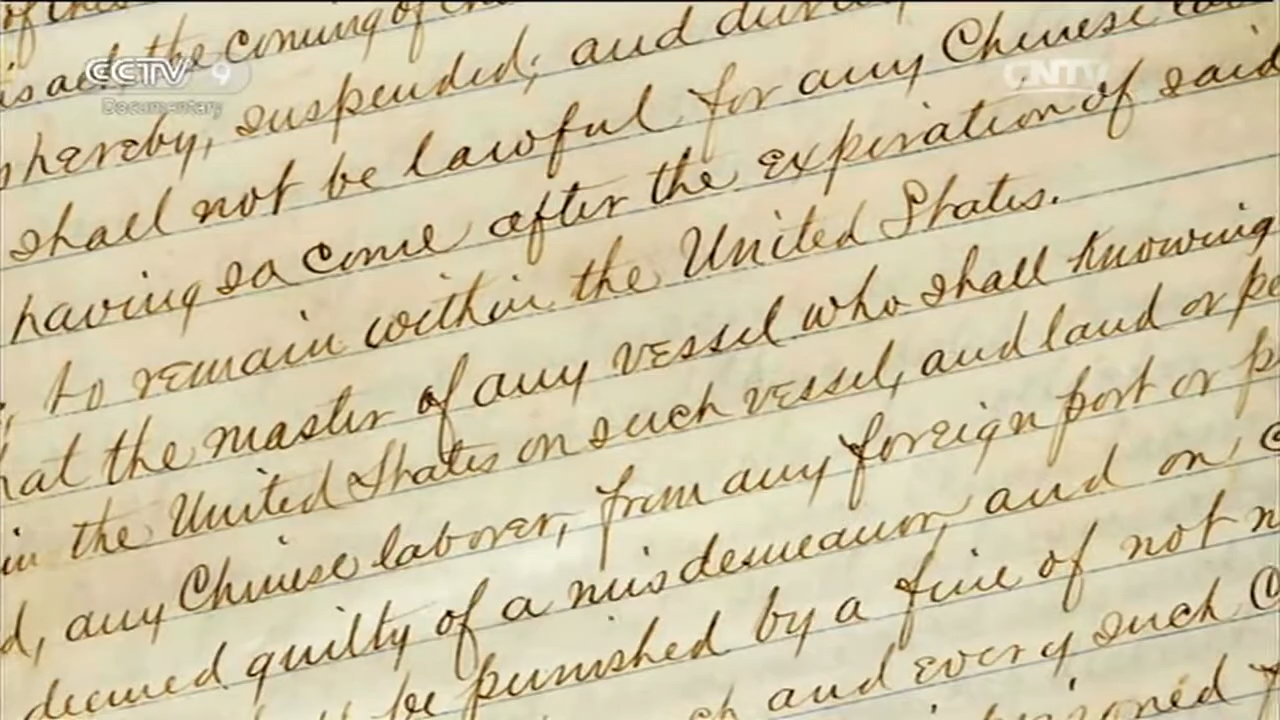 CCTV 9
Documentary
CNTV
is act, the coming of
hereby, suspended; and
shall not be lawful for any Chinese
having so come after the expiration of said
to remain within the United States.
hat the master of any vessel who shall knowing
in the United States on such vessel, and land or pe
d, any Chinese laborer, from any foreign port or p
deemed guilty of a misdemeanor, and on c
be punished by a fine of not m
ch and every such C